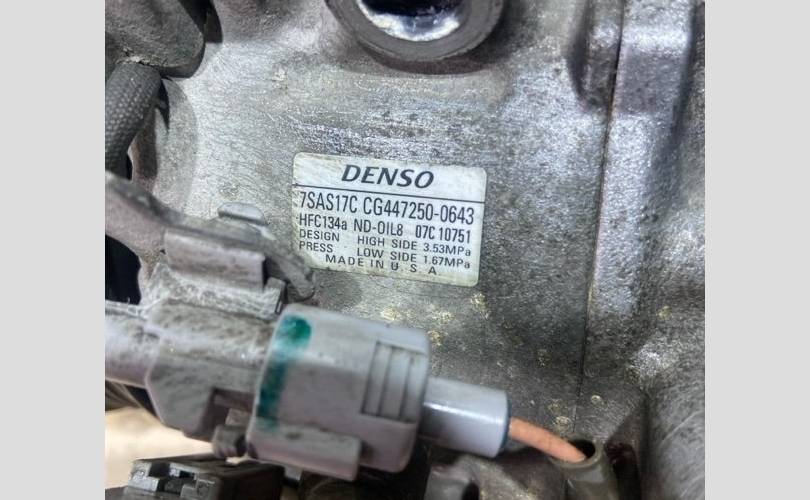 DENSO
7SAS17C CG447250-0643
HFC134a ND-OIL8 07C10751
DESIGN HIGH SIDE 3.53MPa
PRESS LOW SIDE 1.67MPa
MADE IN U.S.A